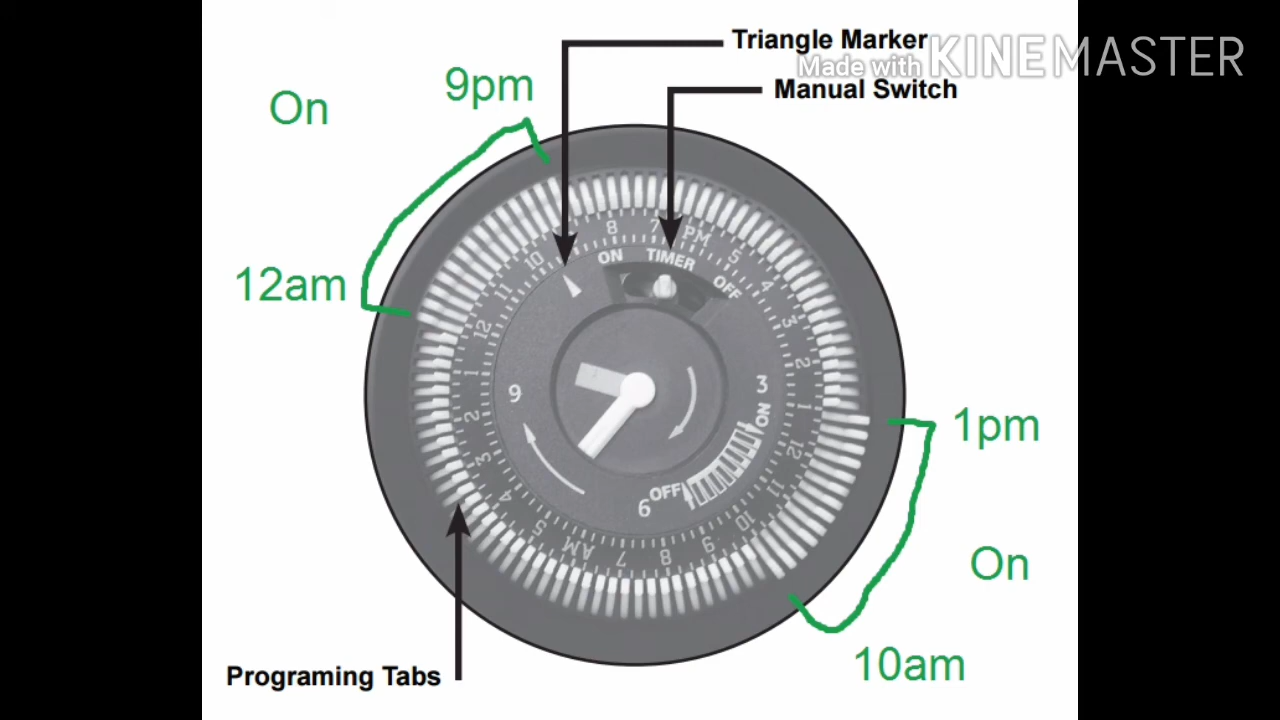 Triangle Marker
Made with KINEMASTER
Manual Switch
On
9pm
12am
1pm
On
10am
Programing Tabs
ON TIMER OFF
8 7 PM 5 4 3 2 1 12 11 10 9 8 7 AM 5 4 3 2 1 12 11 10
9
3
6
ON
OFF